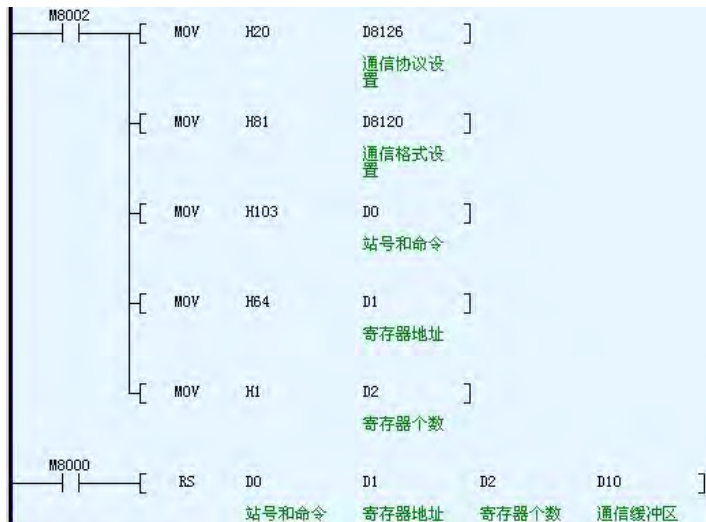 M8002
MOV H20 D8126
通信协议设
置
MOV H81 D8120
通信格式设
置
MOV H103 D0
站号和命令
MOV H64 D1
寄存器地址
MOV H1 D2
寄存器个数
M8000
RS D0 D1 D2 D10
站号和命令 寄存器地址 寄存器个数 通信缓冲区